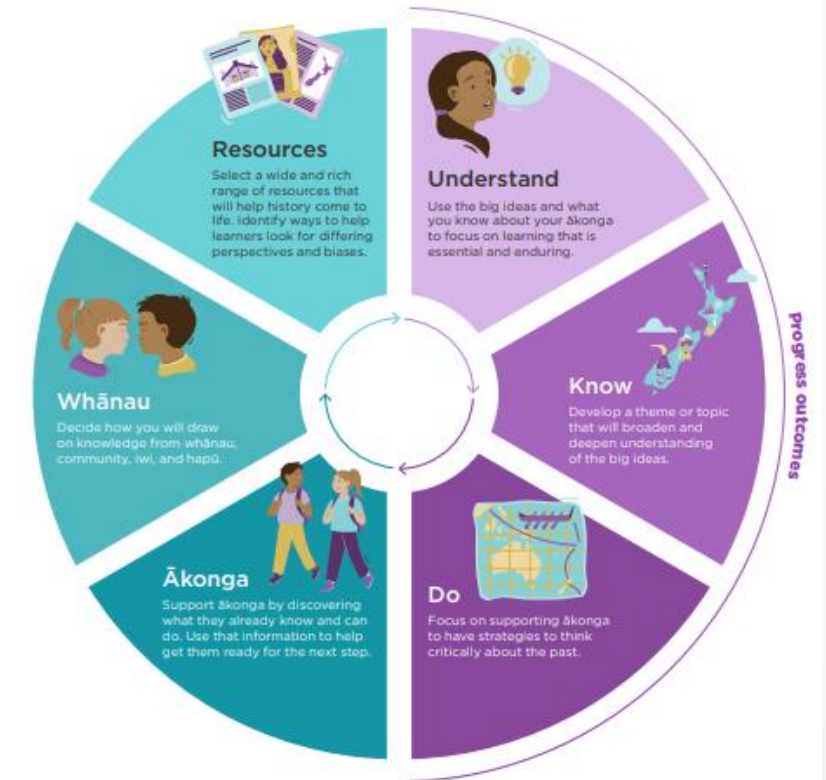 Resources
Select a wide and rich
range of resources that
will help history come to
life. Identify ways to help
learners look for differing
perspectives and biases.
Understand
Use the big ideas and what
you know about your ākonga
to focus on learning that is
essential and enduring.
Know
Develop a theme or topic
that will broaden and
deepen understanding
of the big ideas.
Progress outcomes
Do
Focus on supporting ākonga
to have strategies to think
critically about the past.
Ākonga
Support ākonga by discovering
what they already know and can
do. Use that information to help
get them ready for the next step.
Whānau
Decide how you will draw
on knowledge from whānau,
community, iwi, and hapū.